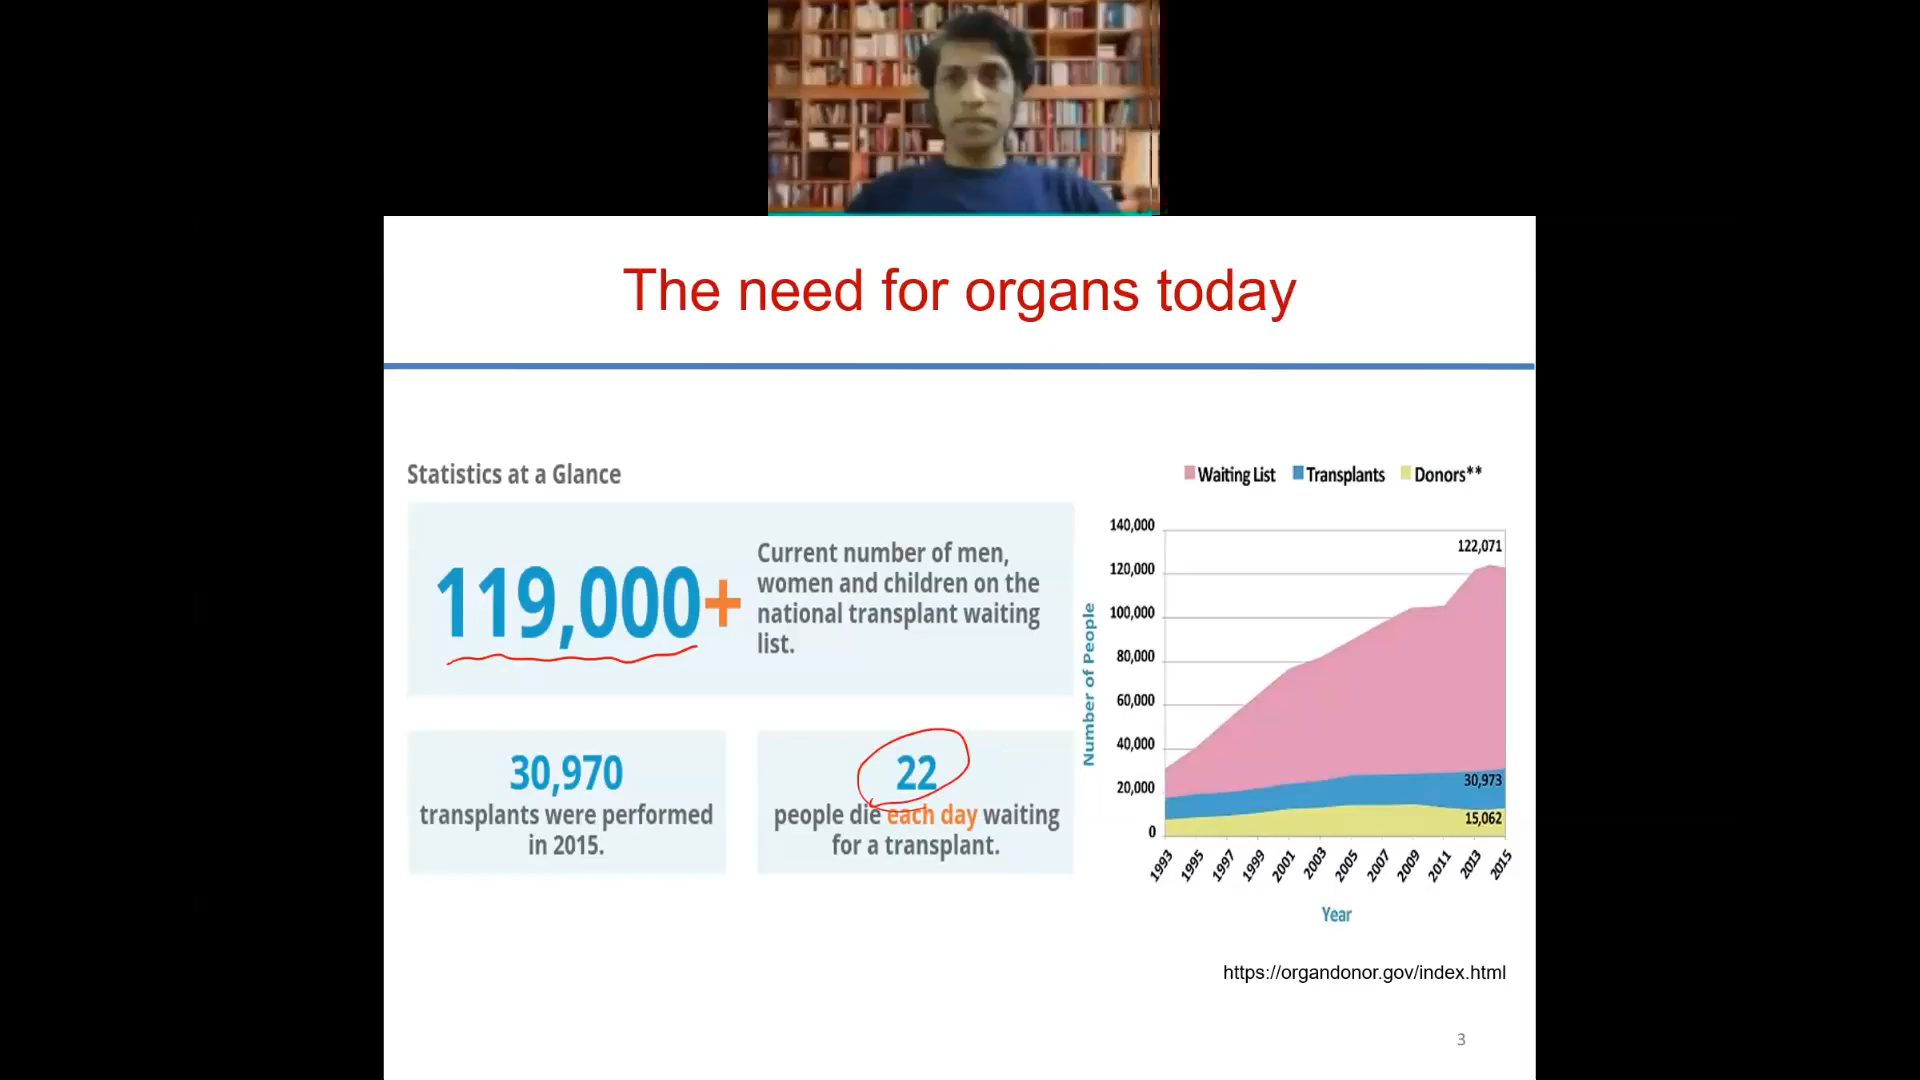 The need for organs today
Statistics at a Glance
119,000+
Current number of men,
women and children on the
national transplant waiting
list.
30,970
transplants were performed
in 2015.
22
people die each day waiting
for a transplant.
Waiting List Transplants Donors**
Number of People
140,000
120,000
100,000
80,000
60,000
40,000
20,000
0
122,071
30,973
15,062
1993 1995 1997 1999 2001 2003 2005 2007 2009 2011 2013 2015
Year
https://organdonor.gov/index.html
3